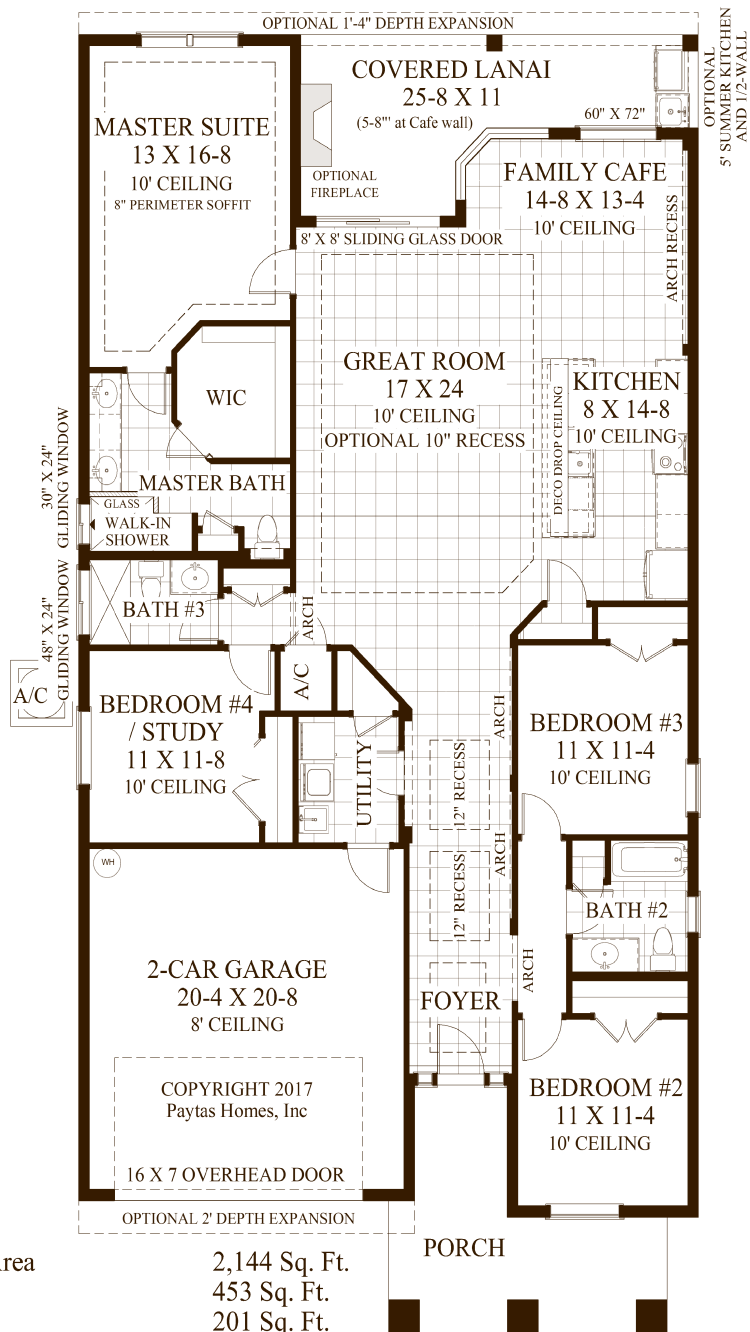 OPTIONAL 1'-4" DEPTH EXPANSION
COVERED LANAI
25-8 X 11
(5-8"' at Cafe wall)
OPTIONAL
5' SUMMER KITCHEN
AND 1/2-WALL
60" X 72"
MASTER SUITE
13 X 16-8
10' CEILING
8" PERIMETER SOFFIT
OPTIONAL
FIREPLACE
FAMILY CAFE
14-8 X 13-4
10' CEILING
8' X 8' SLIDING GLASS DOOR
ARCH RECESS
GREAT ROOM
17 X 24
10' CEILING
OPTIONAL 10" RECESS
KITCHEN
8 X 14-8
10' CEILING
DECO DROP CEILING
WIC
MASTER BATH
30" X 24"
GLIDING WINDOW
GLASS
WALK-IN
SHOWER
48" X 24"
GLIDING WINDOW
BATH #3
ARCH
A/C
A/C
BEDROOM #4
/ STUDY
11 X 11-8
10' CEILING
UTILITY
12" RECESS
ARCH
BEDROOM #3
11 X 11-4
10' CEILING
WH
12" RECESS
ARCH
BATH #2
2-CAR GARAGE
20-4 X 20-8
8' CEILING
FOYER
ARCH
COPYRIGHT 2017
Paytas Homes, Inc
BEDROOM #2
11 X 11-4
10' CEILING
16 X 7 OVERHEAD DOOR
OPTIONAL 2' DEPTH EXPANSION
PORCH
rea
2,144 Sq. Ft.
453 Sq. Ft.
201 Sq. Ft.